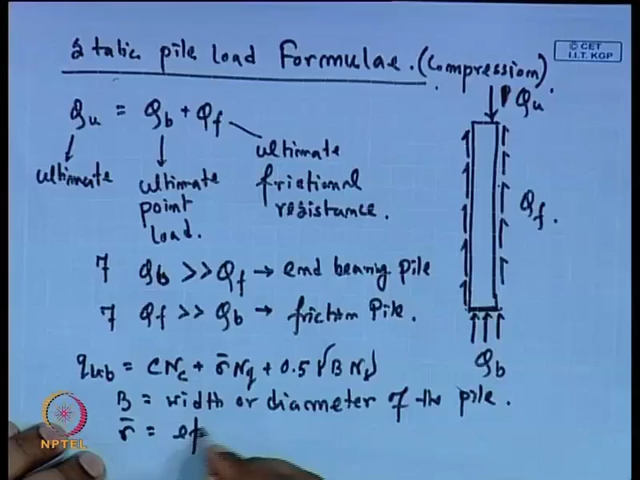 Static pile load Formulae. (Compression)
© CET
I.I.T. KGP
Qu = Qb + Qf
Qu
ultimate
ultimate point load.
ultimate frictional resistance.
Qf.
If Qb >> Qf → end bearing pile
If Qf >> Qb → friction Pile.
Qb
qub = CNc + σ̄ Nq + 0.5 γ B Nγ
B = width or diameter of the pile.
σ̄ = ef
NPTEL